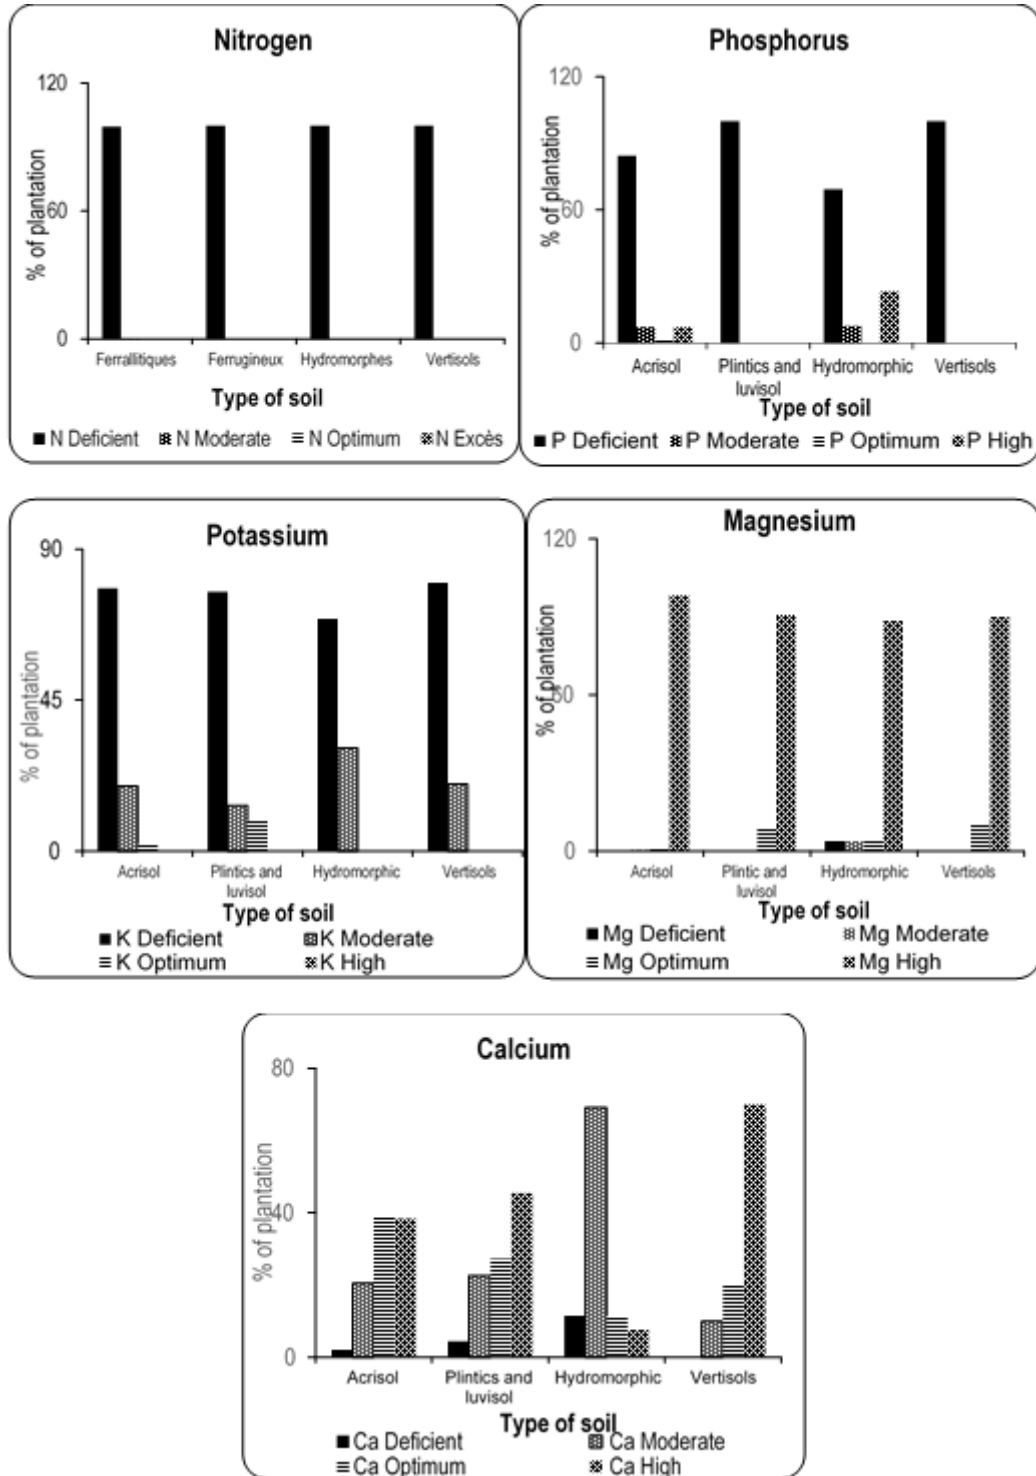 Nitrogen
120
60
0
% of plantation
Ferrallitiques Ferrugineux Hydromorphes Vertisols
Type of soil
N Deficient N Moderate N Optimum N Excès
Phosphorus
120
60
0
% of plantation
Acrisol Plintics and luvisol Hydromorphic Vertisols
Type of soil
P Deficient P Moderate P Optimum P High
Potassium
90
45
0
% of plantation
Acrisol Plintics and luvisol Hydromorphic Vertisols
Type of soil
K Deficient K Moderate
K Optimum K High
Magnesium
120
60
0
% of plantation
Acrisol Plintic and luvisol Hydromorphic Vertisols
Type of soil
Mg Deficient Mg Moderate
Mg Optimum Mg High
Calcium
80
40
0
% of plantation
Acrisol Plintics and luvisol Hydromorphic Vertisols
Type of soil
Ca Deficient Ca Moderate
Ca Optimum Ca High